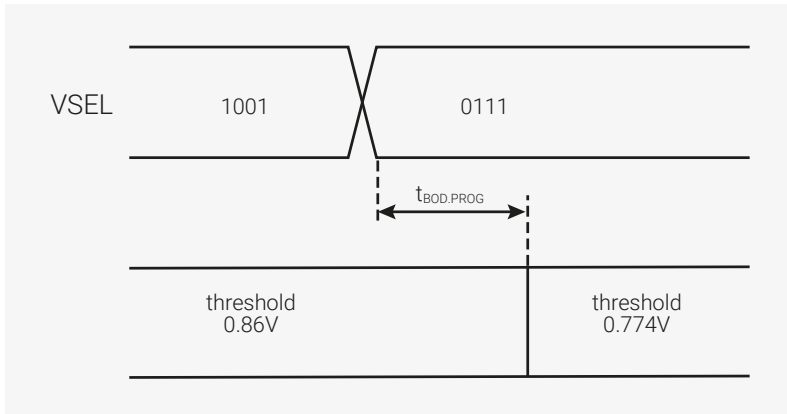 VSEL
1001
0111
tBOD.PROG
threshold
0.86V
threshold
0.774V